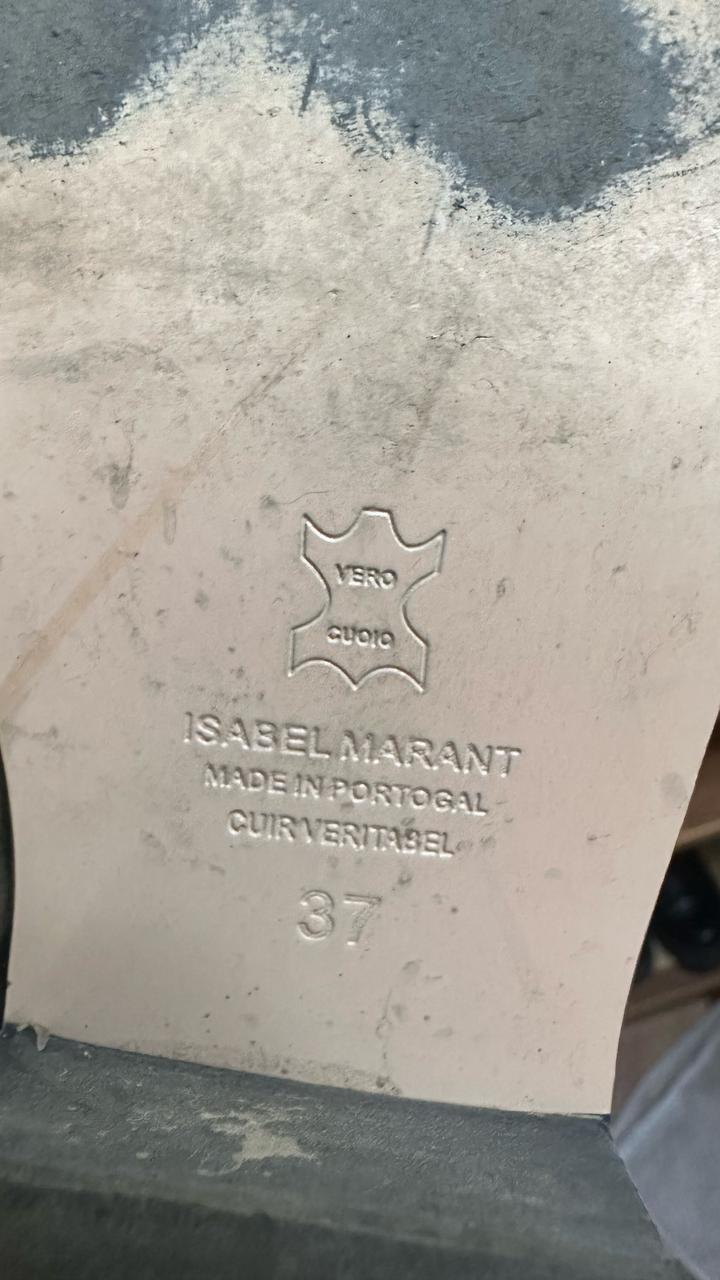 VERO
CUOIO
ISABEL MARANT
MADE IN PORTOGAL
CUIR VERITABEL
37